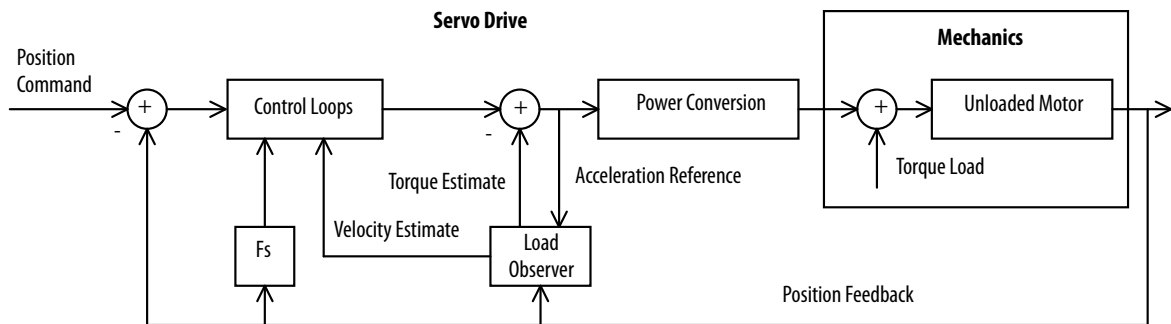 Servo Drive
Mechanics
Position
Command
+
-
Control Loops
+
-
Power Conversion
+
Unloaded Motor
Torque Estimate
Acceleration Reference
Torque Load
Fs
Velocity Estimate
Load
Observer
Position Feedback